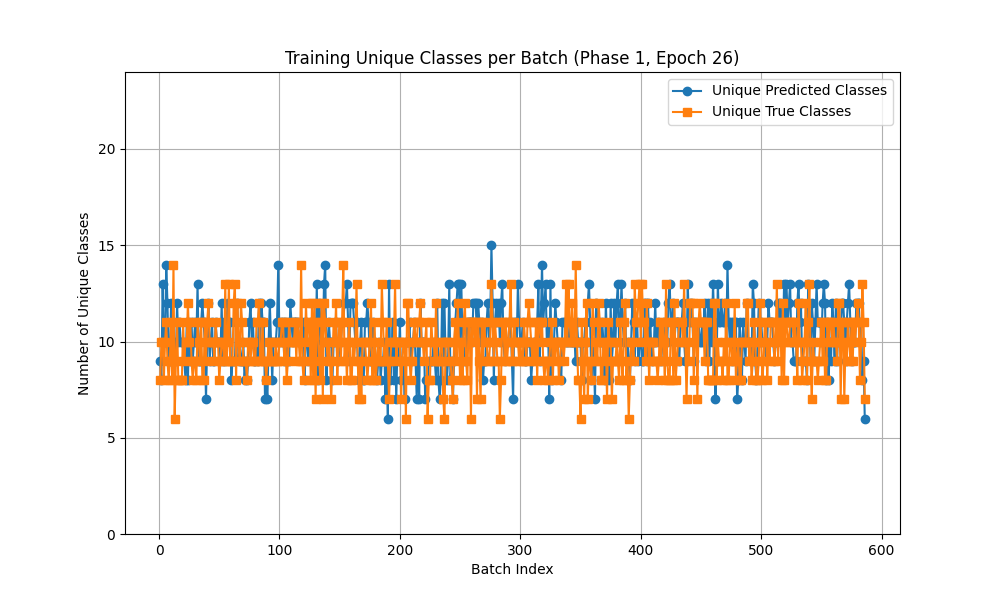 Training Unique Classes per Batch (Phase 1, Epoch 26)
Unique Predicted Classes
Unique True Classes
Number of Unique Classes
20
15
10
5
0
0 100 200 300 400 500 600
Batch Index